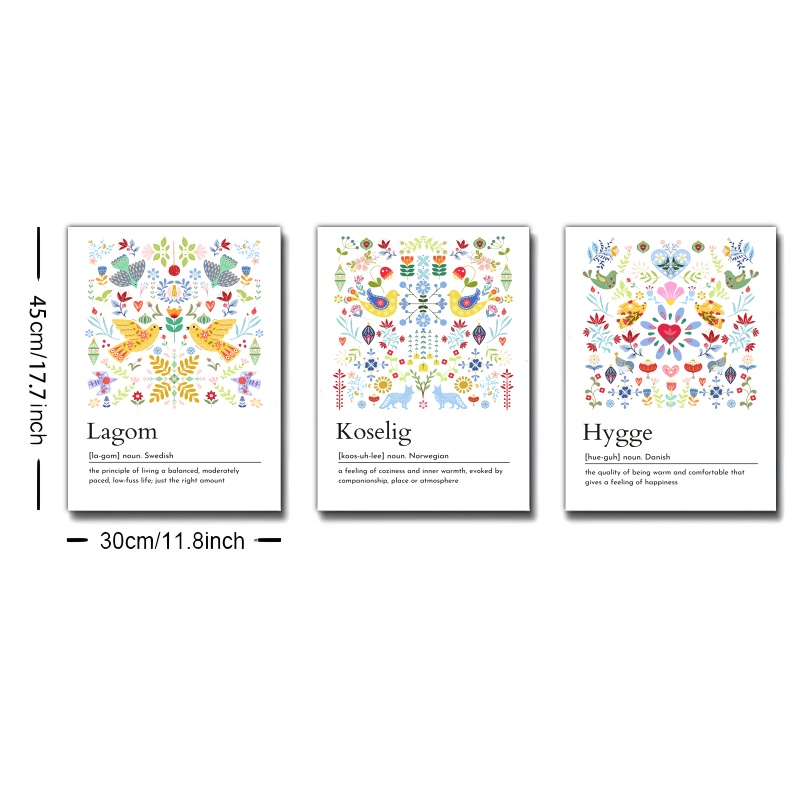 45cm/17.7inch
Lagom
[la-gom] noun. Swedish
the principle of living a balanced, moderately
paced, low-fuss life; just the right amount
Koselig
[koos-uh-lee] noun. Norwegian
a feeling of coziness and inner warmth, evoked by
companionship, place or atmosphere
Hygge
[hue-guh] noun. Danish
the quality of being warm and comfortable that
gives a feeling of happiness
30cm/11.8inch